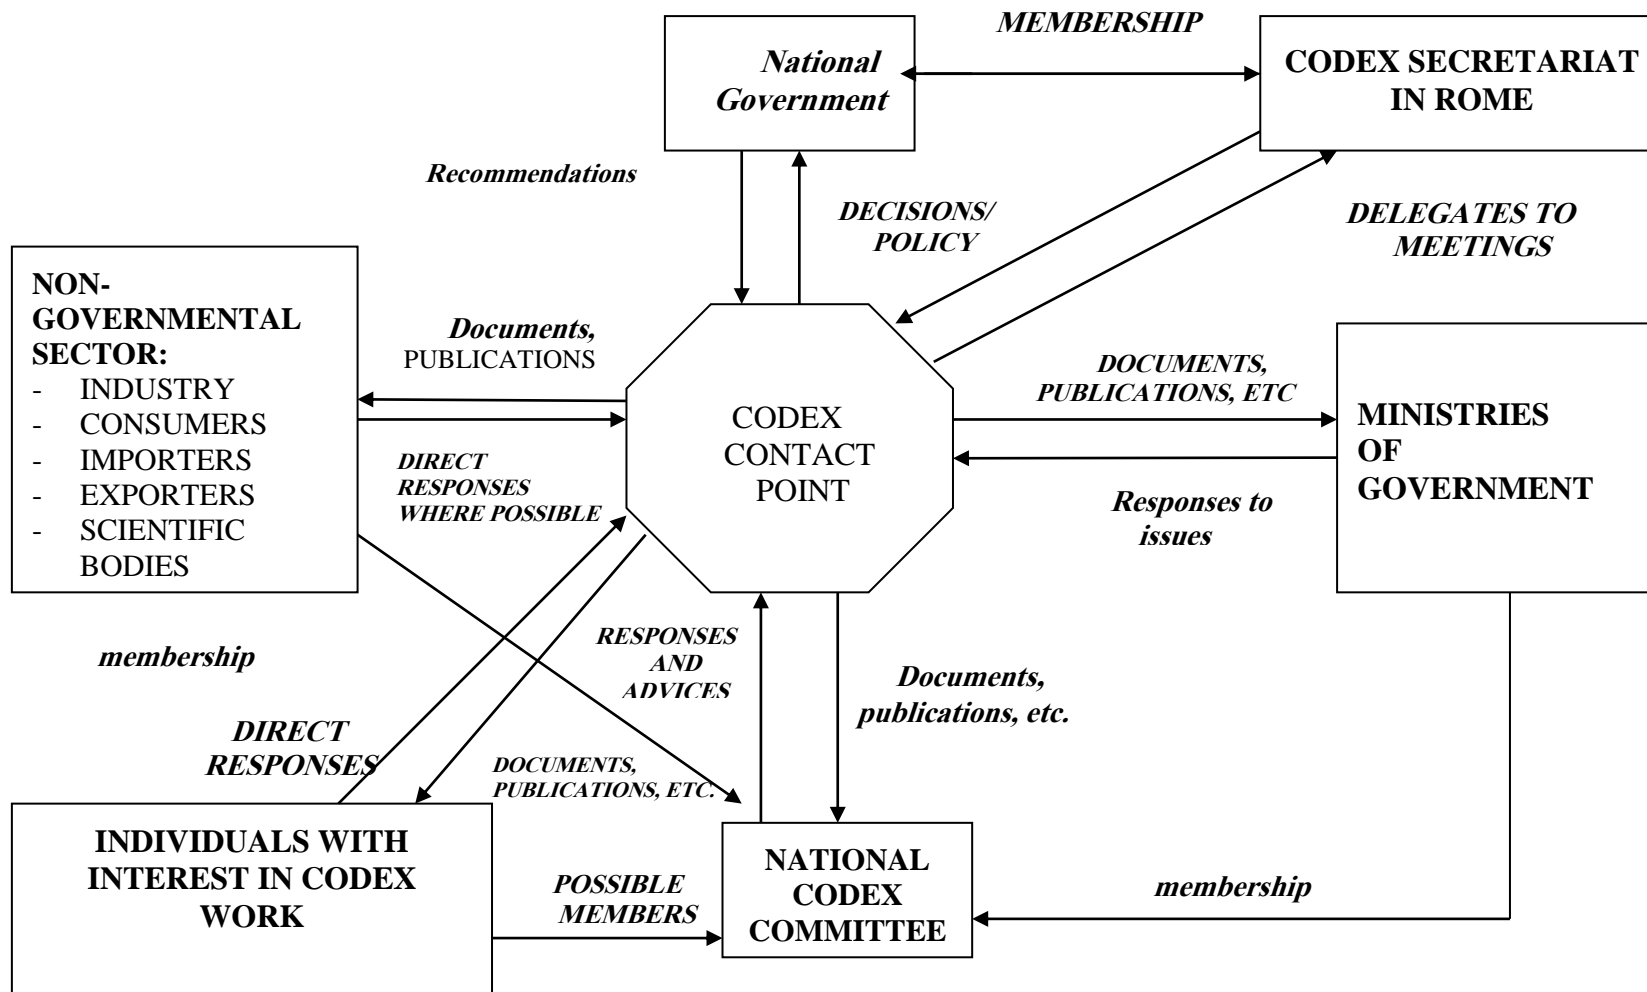 MEMBERSHIP
National
Government
CODEX SECRETARIAT
IN ROME
Recommendations
DECISIONS/
POLICY
DELEGATES TO
MEETINGS
NON-
GOVERNMENTAL
SECTOR:
- INDUSTRY
- CONSUMERS
- IMPORTERS
- EXPORTERS
- SCIENTIFIC
BODIES
Documents,
PUBLICATIONS
DIRECT
RESPONSES
WHERE POSSIBLE
CODEX
CONTACT
POINT
DOCUMENTS,
PUBLICATIONS, ETC
Responses to
issues
MINISTRIES
OF
GOVERNMENT
membership
RESPONSES
AND
ADVICES
Documents,
publications, etc.
DIRECT
RESPONSES
DOCUMENTS,
PUBLICATIONS, ETC.
INDIVIDUALS WITH
INTEREST IN CODEX
WORK
POSSIBLE
MEMBERS
NATIONAL
CODEX
COMMITTEE
membership